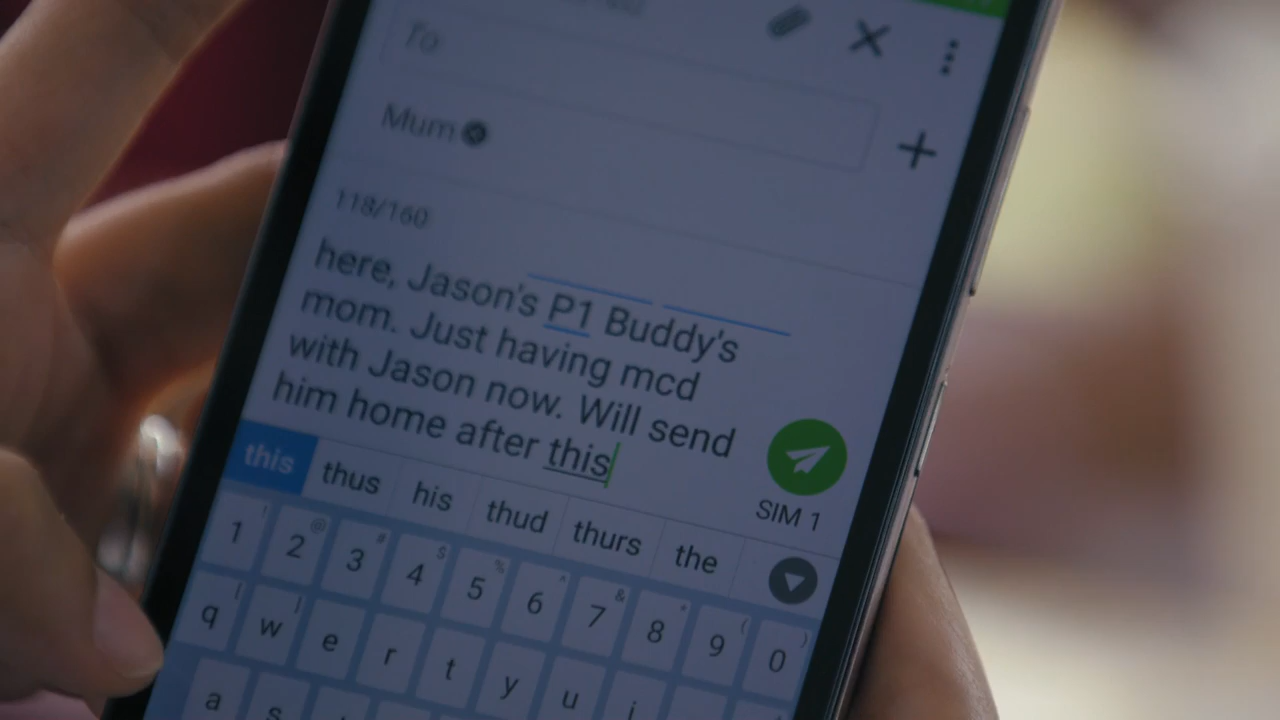 To
Mum
118/160
here, Jason's P1 Buddy's
mom. Just having mcd
with Jason now. Will send
him home after this
SIM 1
this thus his thud thurs the
! @ # $ % ^ & * ( )
1 2 3 4 5 6 7 8 9 0
q w e r t y u i
a s